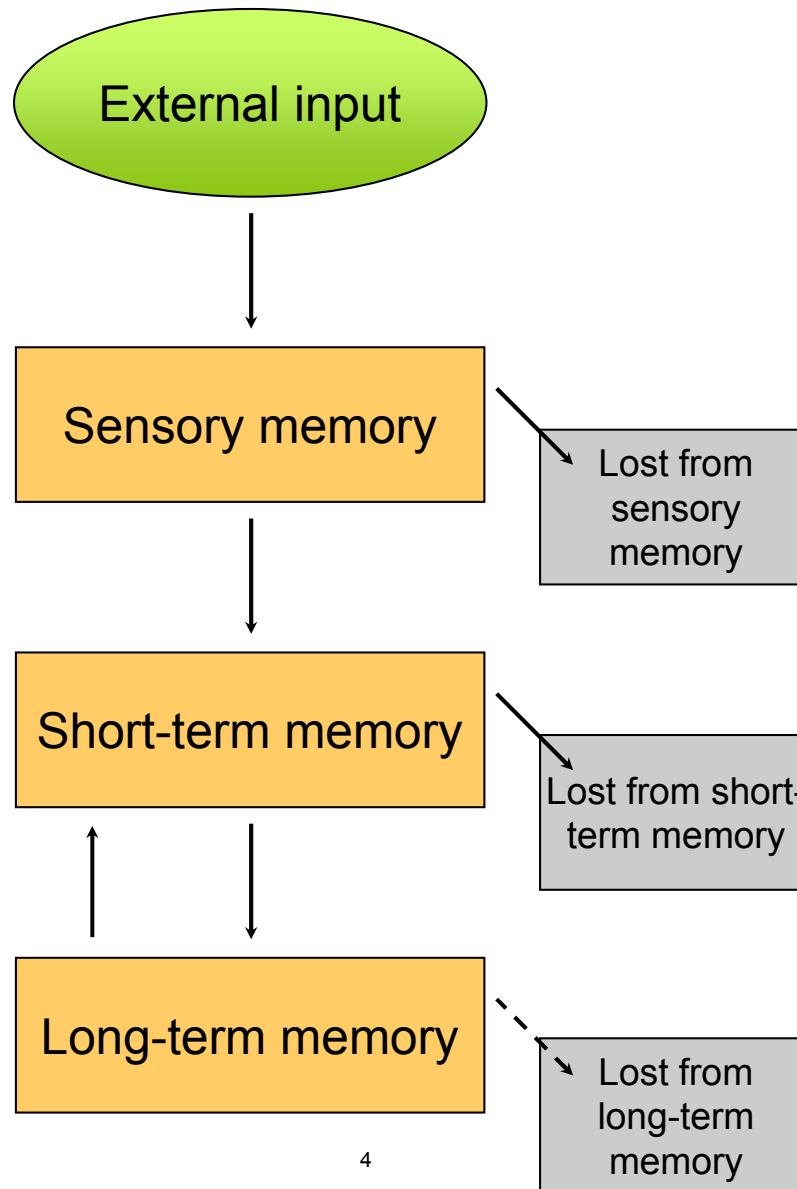 External input
Sensory memory
Lost from
sensory
memory
Short-term memory
Lost from short-
term memory
Long-term memory
Lost from
long-term
memory
4